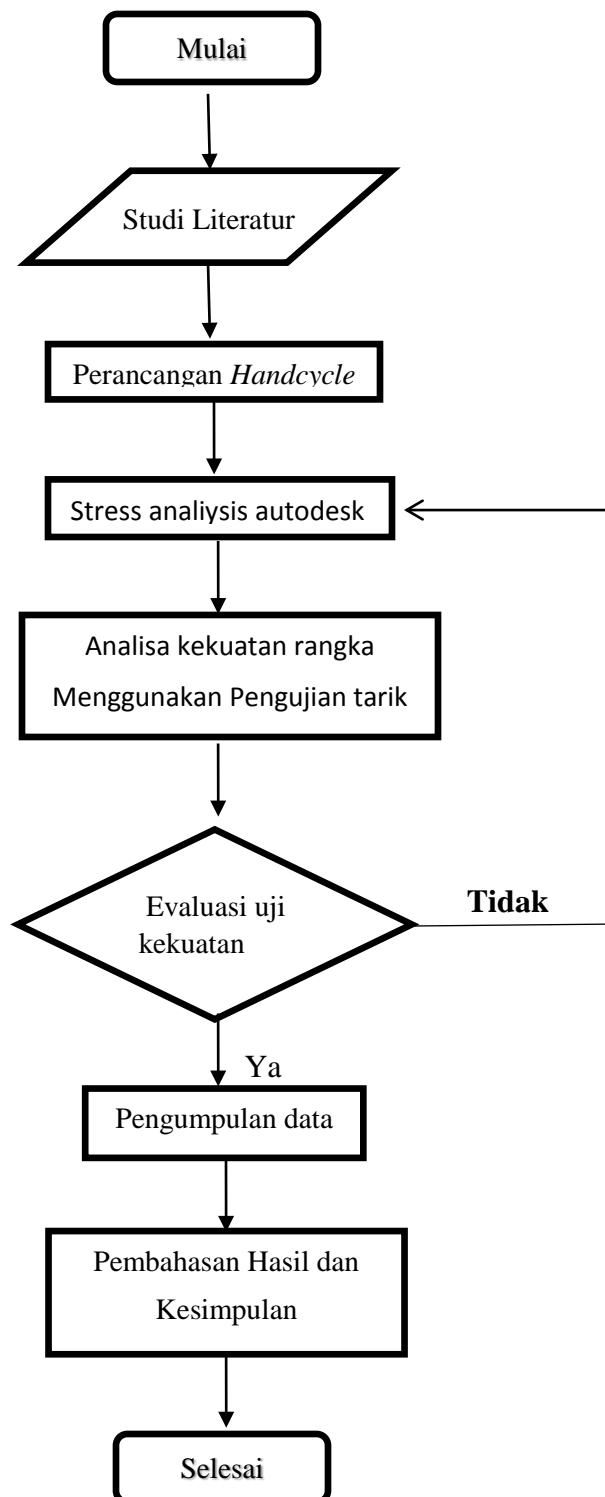 Mulai
Studi Literatur
Perancangan Handcycle
Stress analiysis autodesk
Analisa kekuatan rangka
Menggunakan Pengujian tarik
Evaluasi uji
kekuatan
Tidak
Ya
Pengumpulan data
Pembahasan Hasil dan
Kesimpulan
Selesai